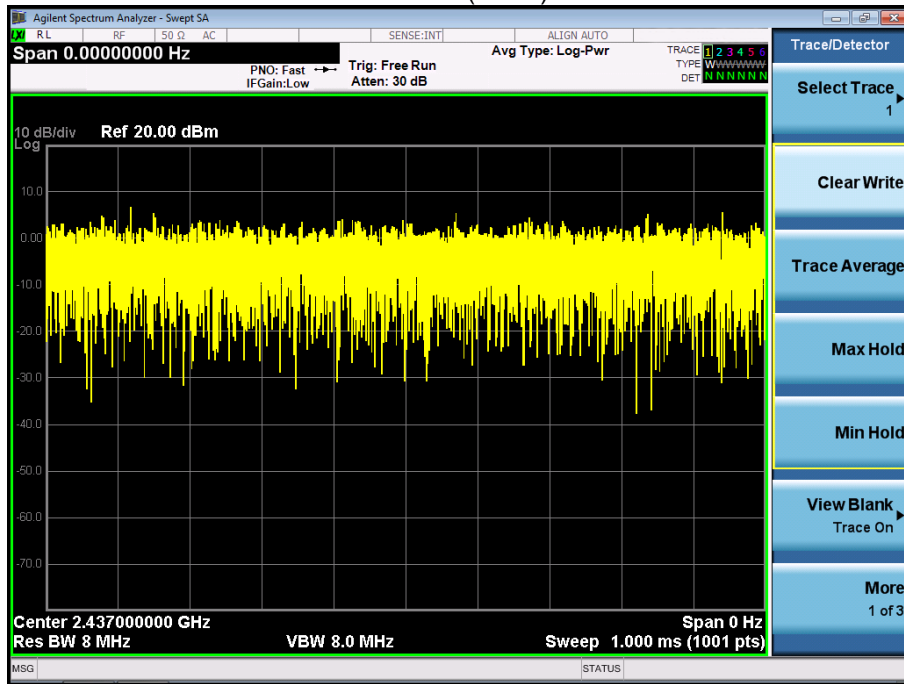 Agilent Spectrum Analyzer - Swept SA
LXI RL RF 50 Ω AC SENSE:INT ALIGN AUTO
Span 0.00000000 Hz
PNO: Fast
IFGain:Low
Trig: Free Run
Atten: 30 dB
Avg Type: Log-Pwr
TRACE 1 2 3 4 5 6
TYPE WWWWWW
DET N N N N N N
Trace/Detector
Select Trace
1
Clear Write
Trace Average
Max Hold
Min Hold
View Blank
Trace On
More
1 of 3
10 dB/div Ref 20.00 dBm
Log
10.0
0.00
-10.0
-20.0
-30.0
-40.0
-50.0
-60.0
-70.0
Center 2.437000000 GHz Span 0 Hz
Res BW 8 MHz VBW 8.0 MHz Sweep 1.000 ms (1001 pts)
MSG STATUS